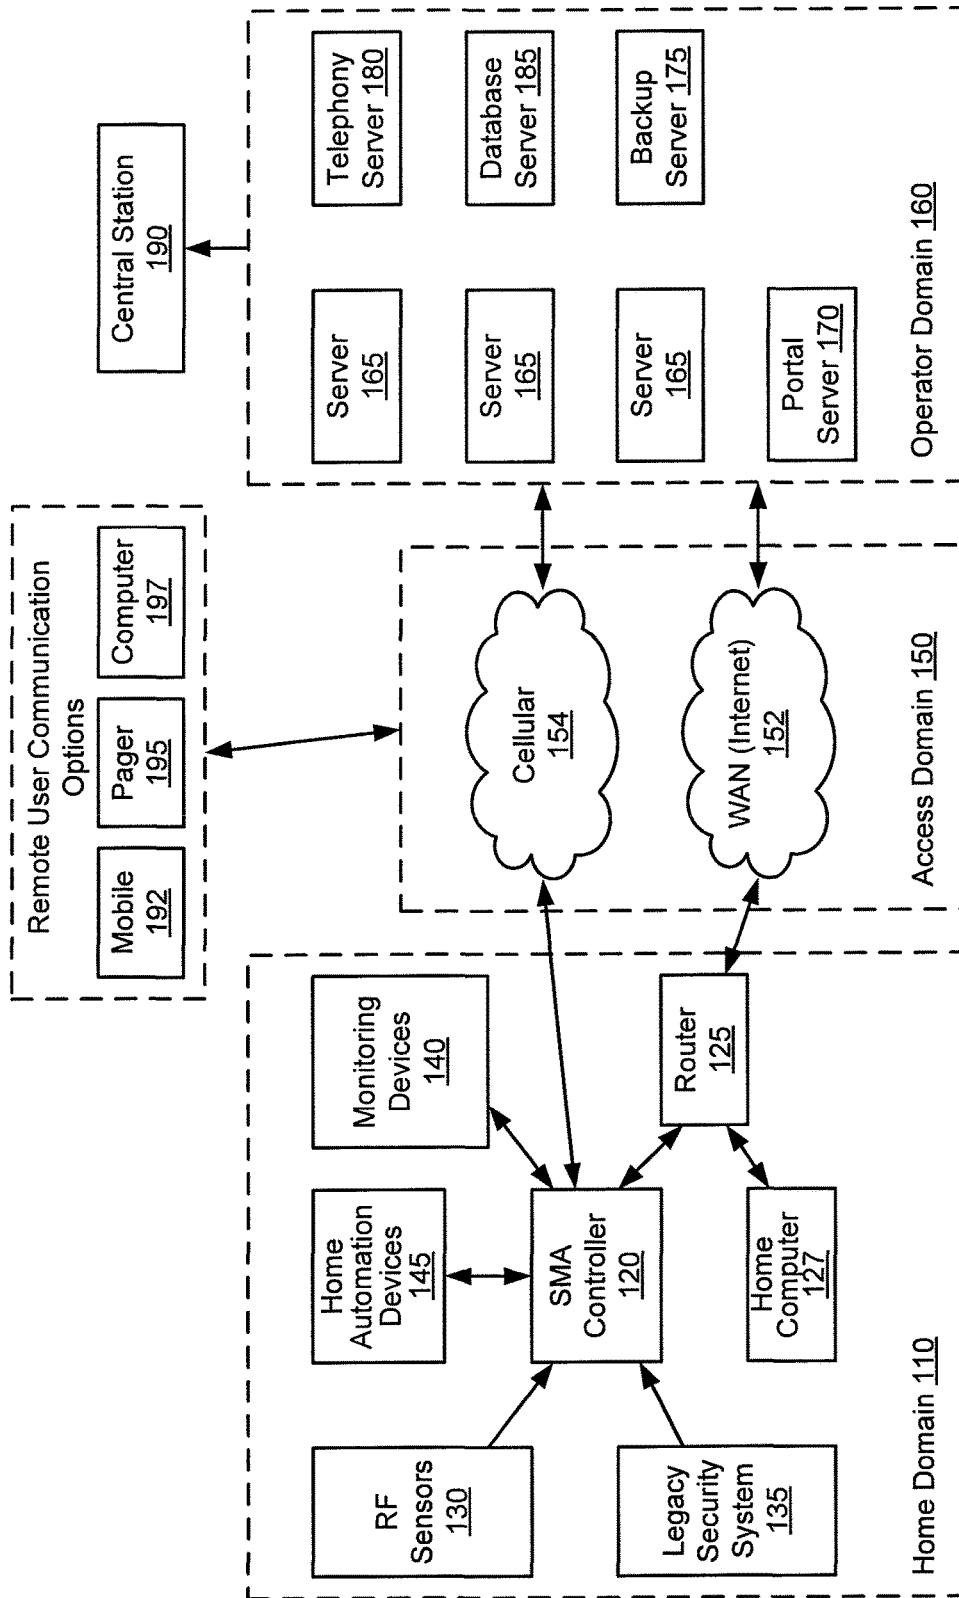 Remote User Communication
Options
Mobile
192
Pager
195
Computer
197
Central Station
190
RF
Sensors
130
Legacy
Security
System
135
Home
Automation
Devices
145
SMA
Controller
120
Home
Computer
127
Monitoring
Devices
140
Router
125
Home Domain 110
Cellular
154
WAN (Internet)
152
Access Domain 150
Server
165
Server
165
Server
165
Portal
Server 170
Telephony
Server 180
Database
Server 185
Backup
Server 175
Operator Domain 160